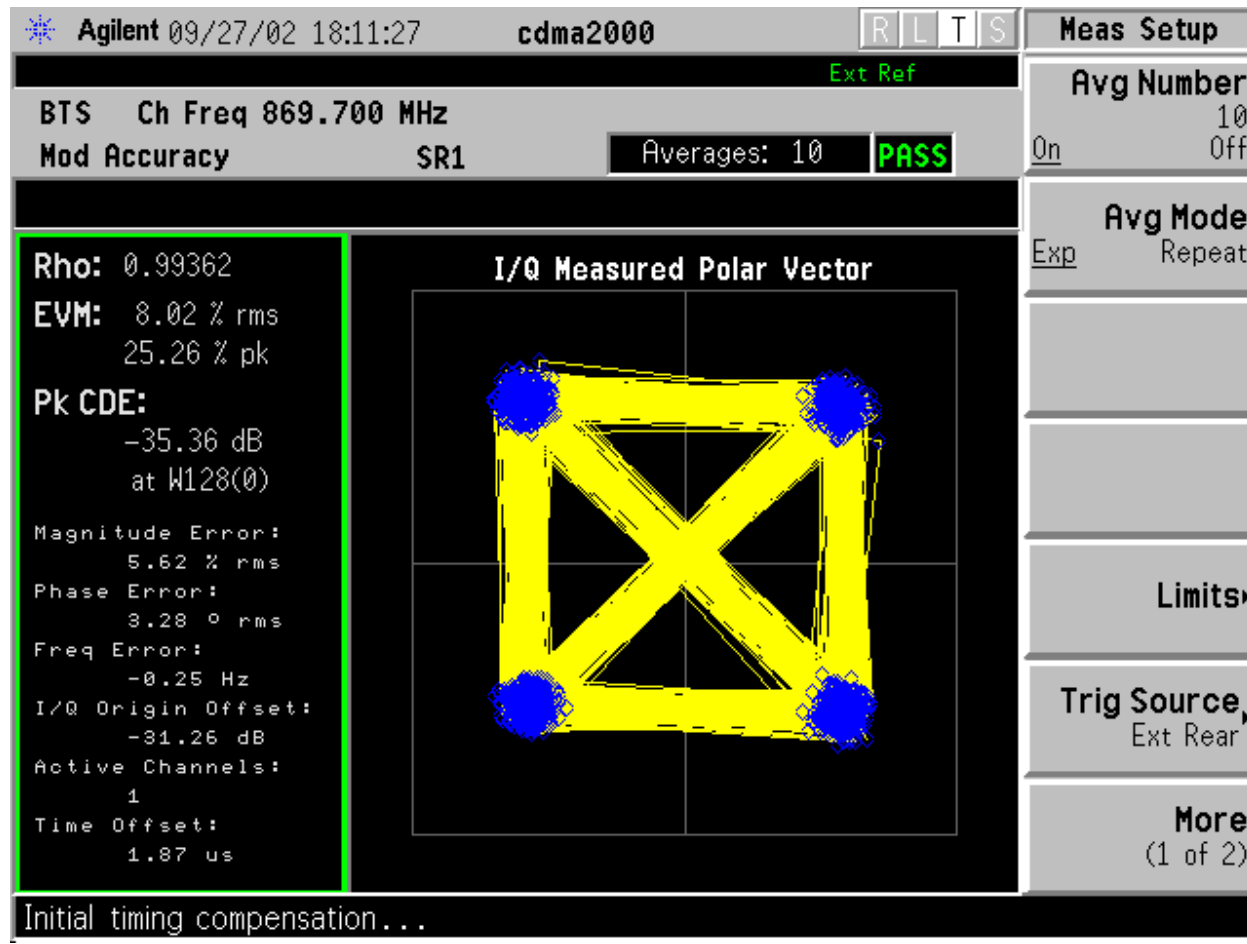 Agilent 09/27/02 18:11:27 cdma2000 R L T S
Ext Ref
BTS Ch Freq 869.700 MHz
Mod Accuracy SR1 Averages: 10 PASS
Rho: 0.99362
EVM: 8.02 % rms
25.26 % pk
Pk CDE:
-35.36 dB
at W128(0)
Magnitude Error:
5.62 % rms
Phase Error:
3.28 º rms
Freq Error:
-0.25 Hz
I/Q Origin Offset:
-31.26 dB
Active Channels:
1
Time Offset:
1.87 us
I/Q Measured Polar Vector
Meas Setup
Avg Number
10
On Off
Avg Mode
Exp Repeat
Limits
Trig Source
Ext Rear
More
(1 of 2)
Initial timing compensation...